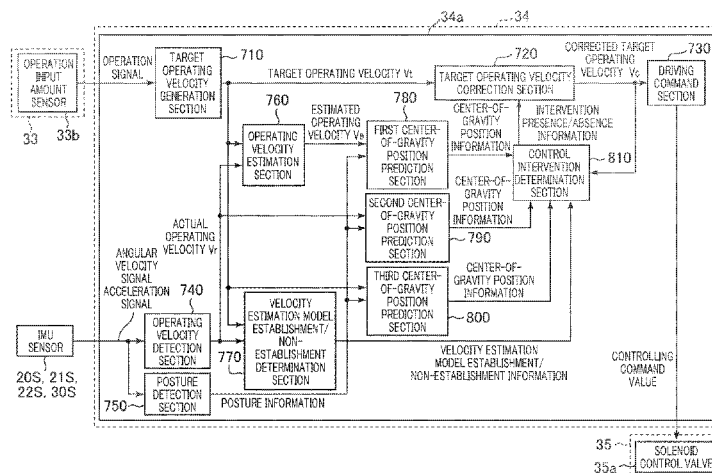 34a
34
33
OPERATION
INPUT
AMOUNT
SENSOR
33b
OPERATION
SIGNAL
TARGET
OPERATING
VELOCITY
GENERATION
SECTION
710
TARGET OPERATING VELOCITY Vt
720
TARGET OPERATING VELOCITY
CORRECTION SECTION
CORRECTED TARGET
OPERATING
VELOCITY Vc
730
DRIVING
COMMAND
SECTION
760
OPERATING
VELOCITY
ESTIMATION
SECTION
ESTIMATED
OPERATING
VELOCITY
780
FIRST CENTER-
OF-GRAVITY
POSITION
PREDICTION
SECTION
CENTER-OF-
GRAVITY
POSITION
INFORMATION
INTERVENTION
PRESENCE/ABSENCE
INFORMATION
CONTROL
INTERVENTION
DETERMINATION
SECTION
810
SECOND CENTER-
OF-GRAVITY
POSITION
PREDICTION
SECTION
790
CENTER-OF-
GRAVITY
POSITION
INFORMATION
ACTUAL
OPERATING
VELOCITY Vr
THIRD CENTER-
OF-GRAVITY
POSITION
PREDICTION
SECTION
800
CENTER-OF-
GRAVITY
POSITION
INFORMATION
ANGULAR
VELOCITY
SIGNAL
ACCELERATION
SIGNAL
IMU
SENSOR
20S, 21S,
22S, 30S
740
OPERATING
VELOCITY
DETECTION
SECTION
VELOCITY
ESTIMATION MODEL
ESTABLISHMENT/
NON-
ESTABLISHMENT
DETERMINATION
SECTION
770
VELOCITY ESTIMATION
MODEL ESTABLISHMENT/
NON-ESTABLISHMENT INFORMATION
750
POSTURE
DETECTION
SECTION
POSTURE INFORMATION
CONTROLLING
COMMAND
VALUE
35
35a
SOLENOID
CONTROL VALVE